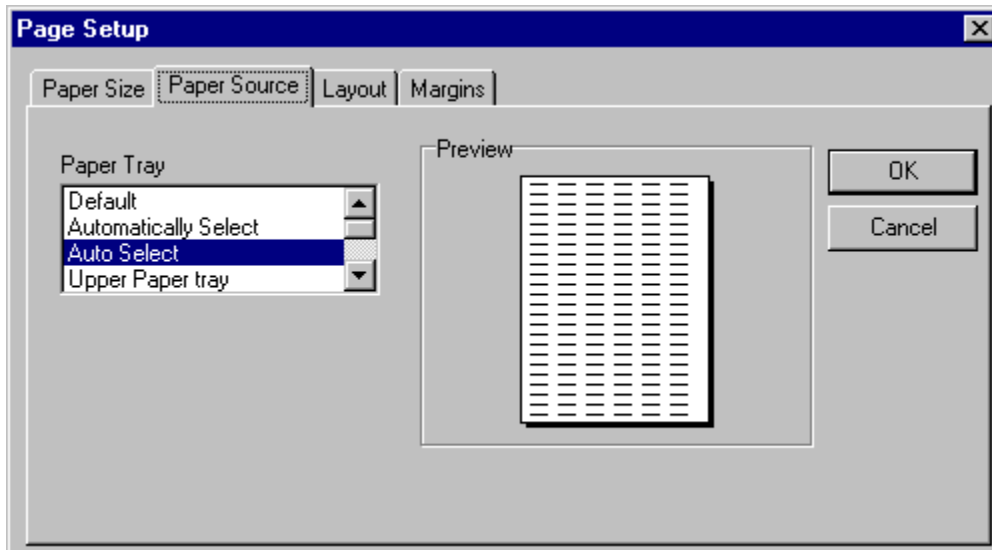 Page Setup
Paper Size Paper Source Layout Margins
Paper Tray
Default
Automatically Select
Auto Select
Upper Paper tray
Preview
OK
Cancel